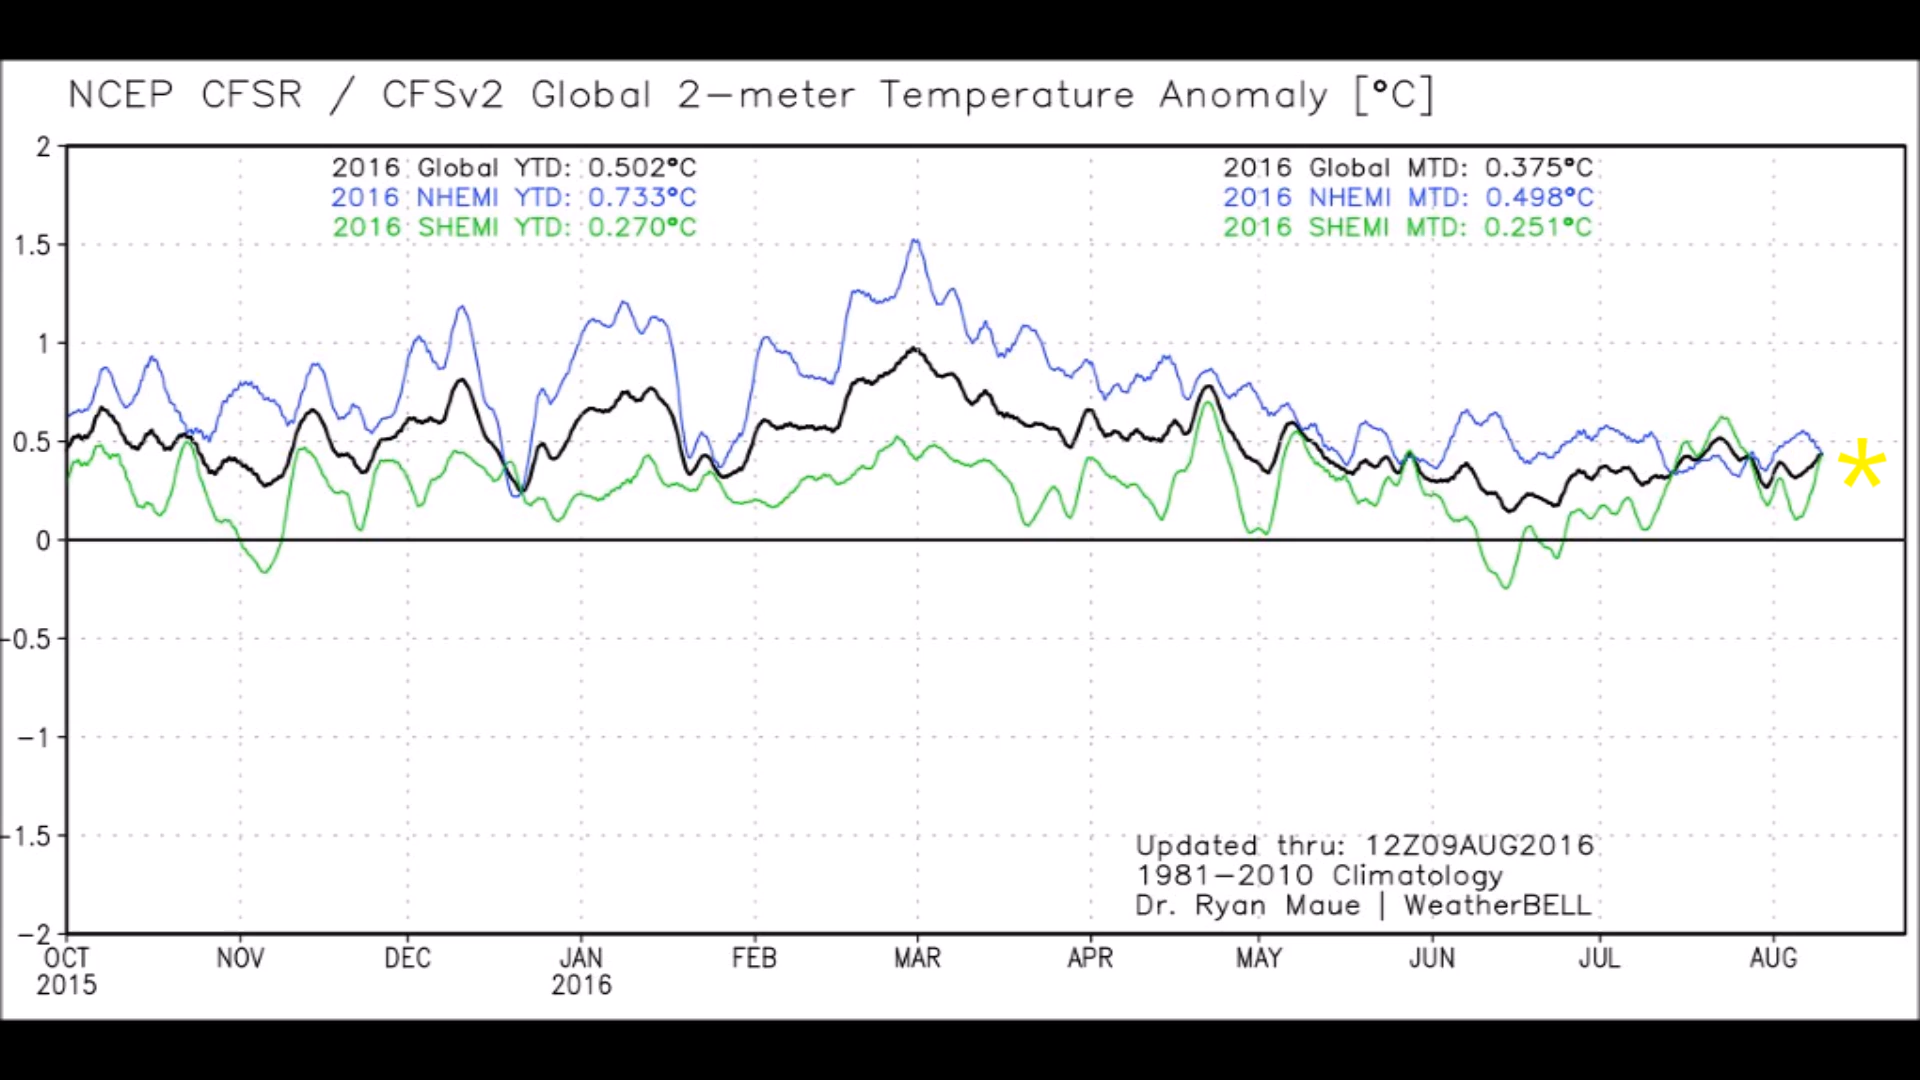 NCEP CFSR / CFSv2 Global 2-meter Temperature Anomaly [°C]
2016 Global YTD: 0.502°C
2016 NHEMI YTD: 0.733°C
2016 SHEMI YTD: 0.270°C
2016 Global MTD: 0.375°C
2016 NHEMI MTD: 0.498°C
2016 SHEMI MTD: 0.251°C
2
1.5
1
0.5
0
-0.5
-1
-1.5
-2
*
Updated thru: 12Z09AUG2016
1981-2010 Climatology
Dr. Ryan Maue | WeatherBELL
OCT NOV DEC JAN FEB MAR APR MAY JUN JUL AUG
2015 2016